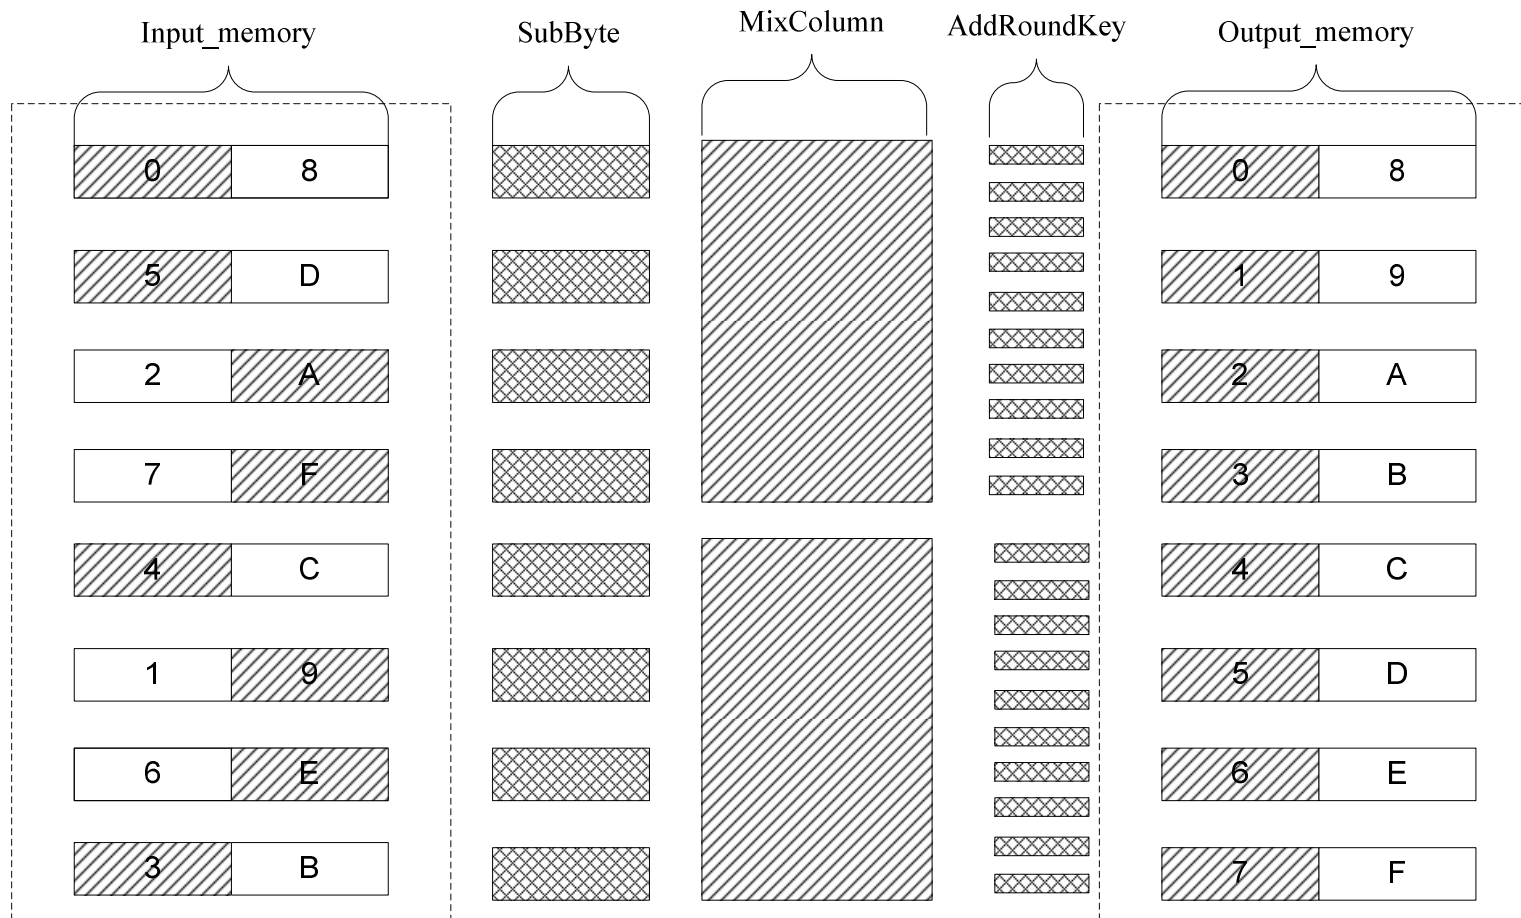 Input_memory SubByte MixColumn AddRoundKey Output_memory
0 8 0 8
5 D 1 9
2 A 2 A
7 F 3 B
4 C 4 C
1 9 5 D
6 E 6 E
3 B 7 F